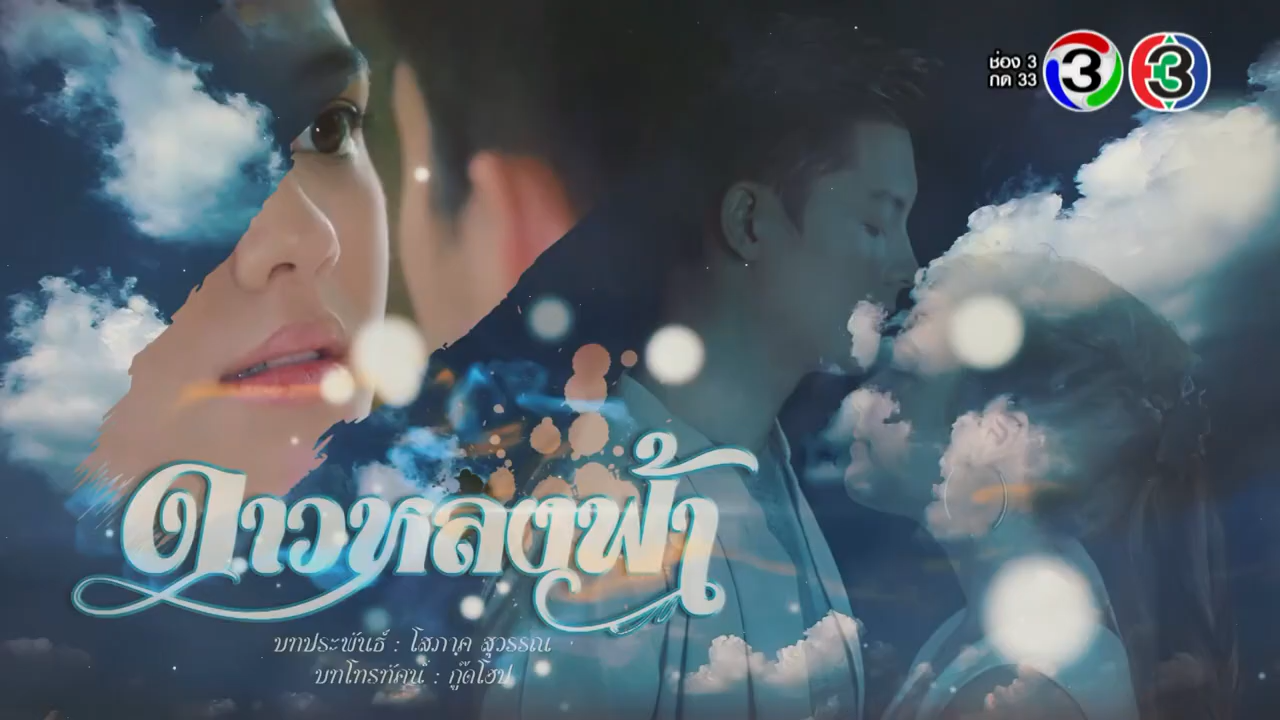 ช่อง 3
กด 33
3
3
ดาวหลงฟ้า
บทประพันธ์ : โสภาค สุวรรณ
บทโทรทัศน์ : กู๊ดโฮป